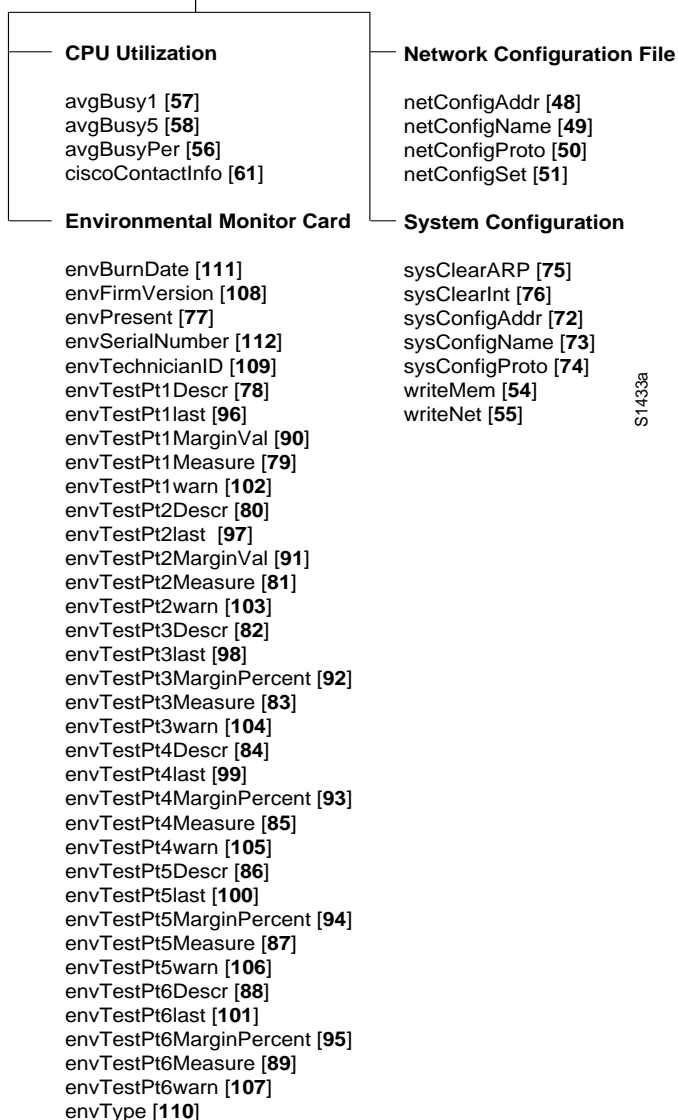 CPU Utilization
avgBusy1 [57]
avgBusy5 [58]
avgBusyPer [56]
ciscoContactInfo [61]
Environmental Monitor Card
envBurnDate [111]
envFirmVersion [108]
envPresent [77]
envSerialNumber [112]
envTechnicianID [109]
envTestPt1Descr [78]
envTestPt1last [96]
envTestPt1MarginVal [90]
envTestPt1Measure [79]
envTestPt1warn [102]
envTestPt2Descr [80]
envTestPt2last [97]
envTestPt2MarginVal [91]
envTestPt2Measure [81]
envTestPt2warn [103]
envTestPt3Descr [82]
envTestPt3last [98]
envTestPt3MarginPercent [92]
envTestPt3Measure [83]
envTestPt3warn [104]
envTestPt4Descr [84]
envTestPt4last [99]
envTestPt4MarginPercent [93]
envTestPt4Measure [85]
envTestPt4warn [105]
envTestPt5Descr [86]
envTestPt5last [100]
envTestPt5MarginPercent [94]
envTestPt5Measure [87]
envTestPt5warn [106]
envTestPt6Descr [88]
envTestPt6last [101]
envTestPt6MarginPercent [95]
envTestPt6Measure [89]
envTestPt6warn [107]
envType [110]
Network Configuration File
netConfigAddr [48]
netConfigName [49]
netConfigProto [50]
netConfigSet [51]
System Configuration
sysClearARP [75]
sysClearInt [76]
sysConfigAddr [72]
sysConfigName [73]
sysConfigProto [74]
writeMem [54]
writeNet [55]
S1433a